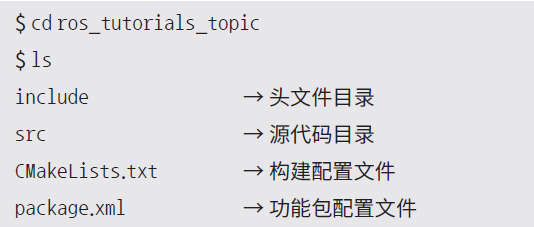 $ cd ros_tutorials_topic
$ ls
include → 头文件目录
src → 源代码目录
CMakeLists.txt → 构建配置文件
package.xml → 功能包配置文件